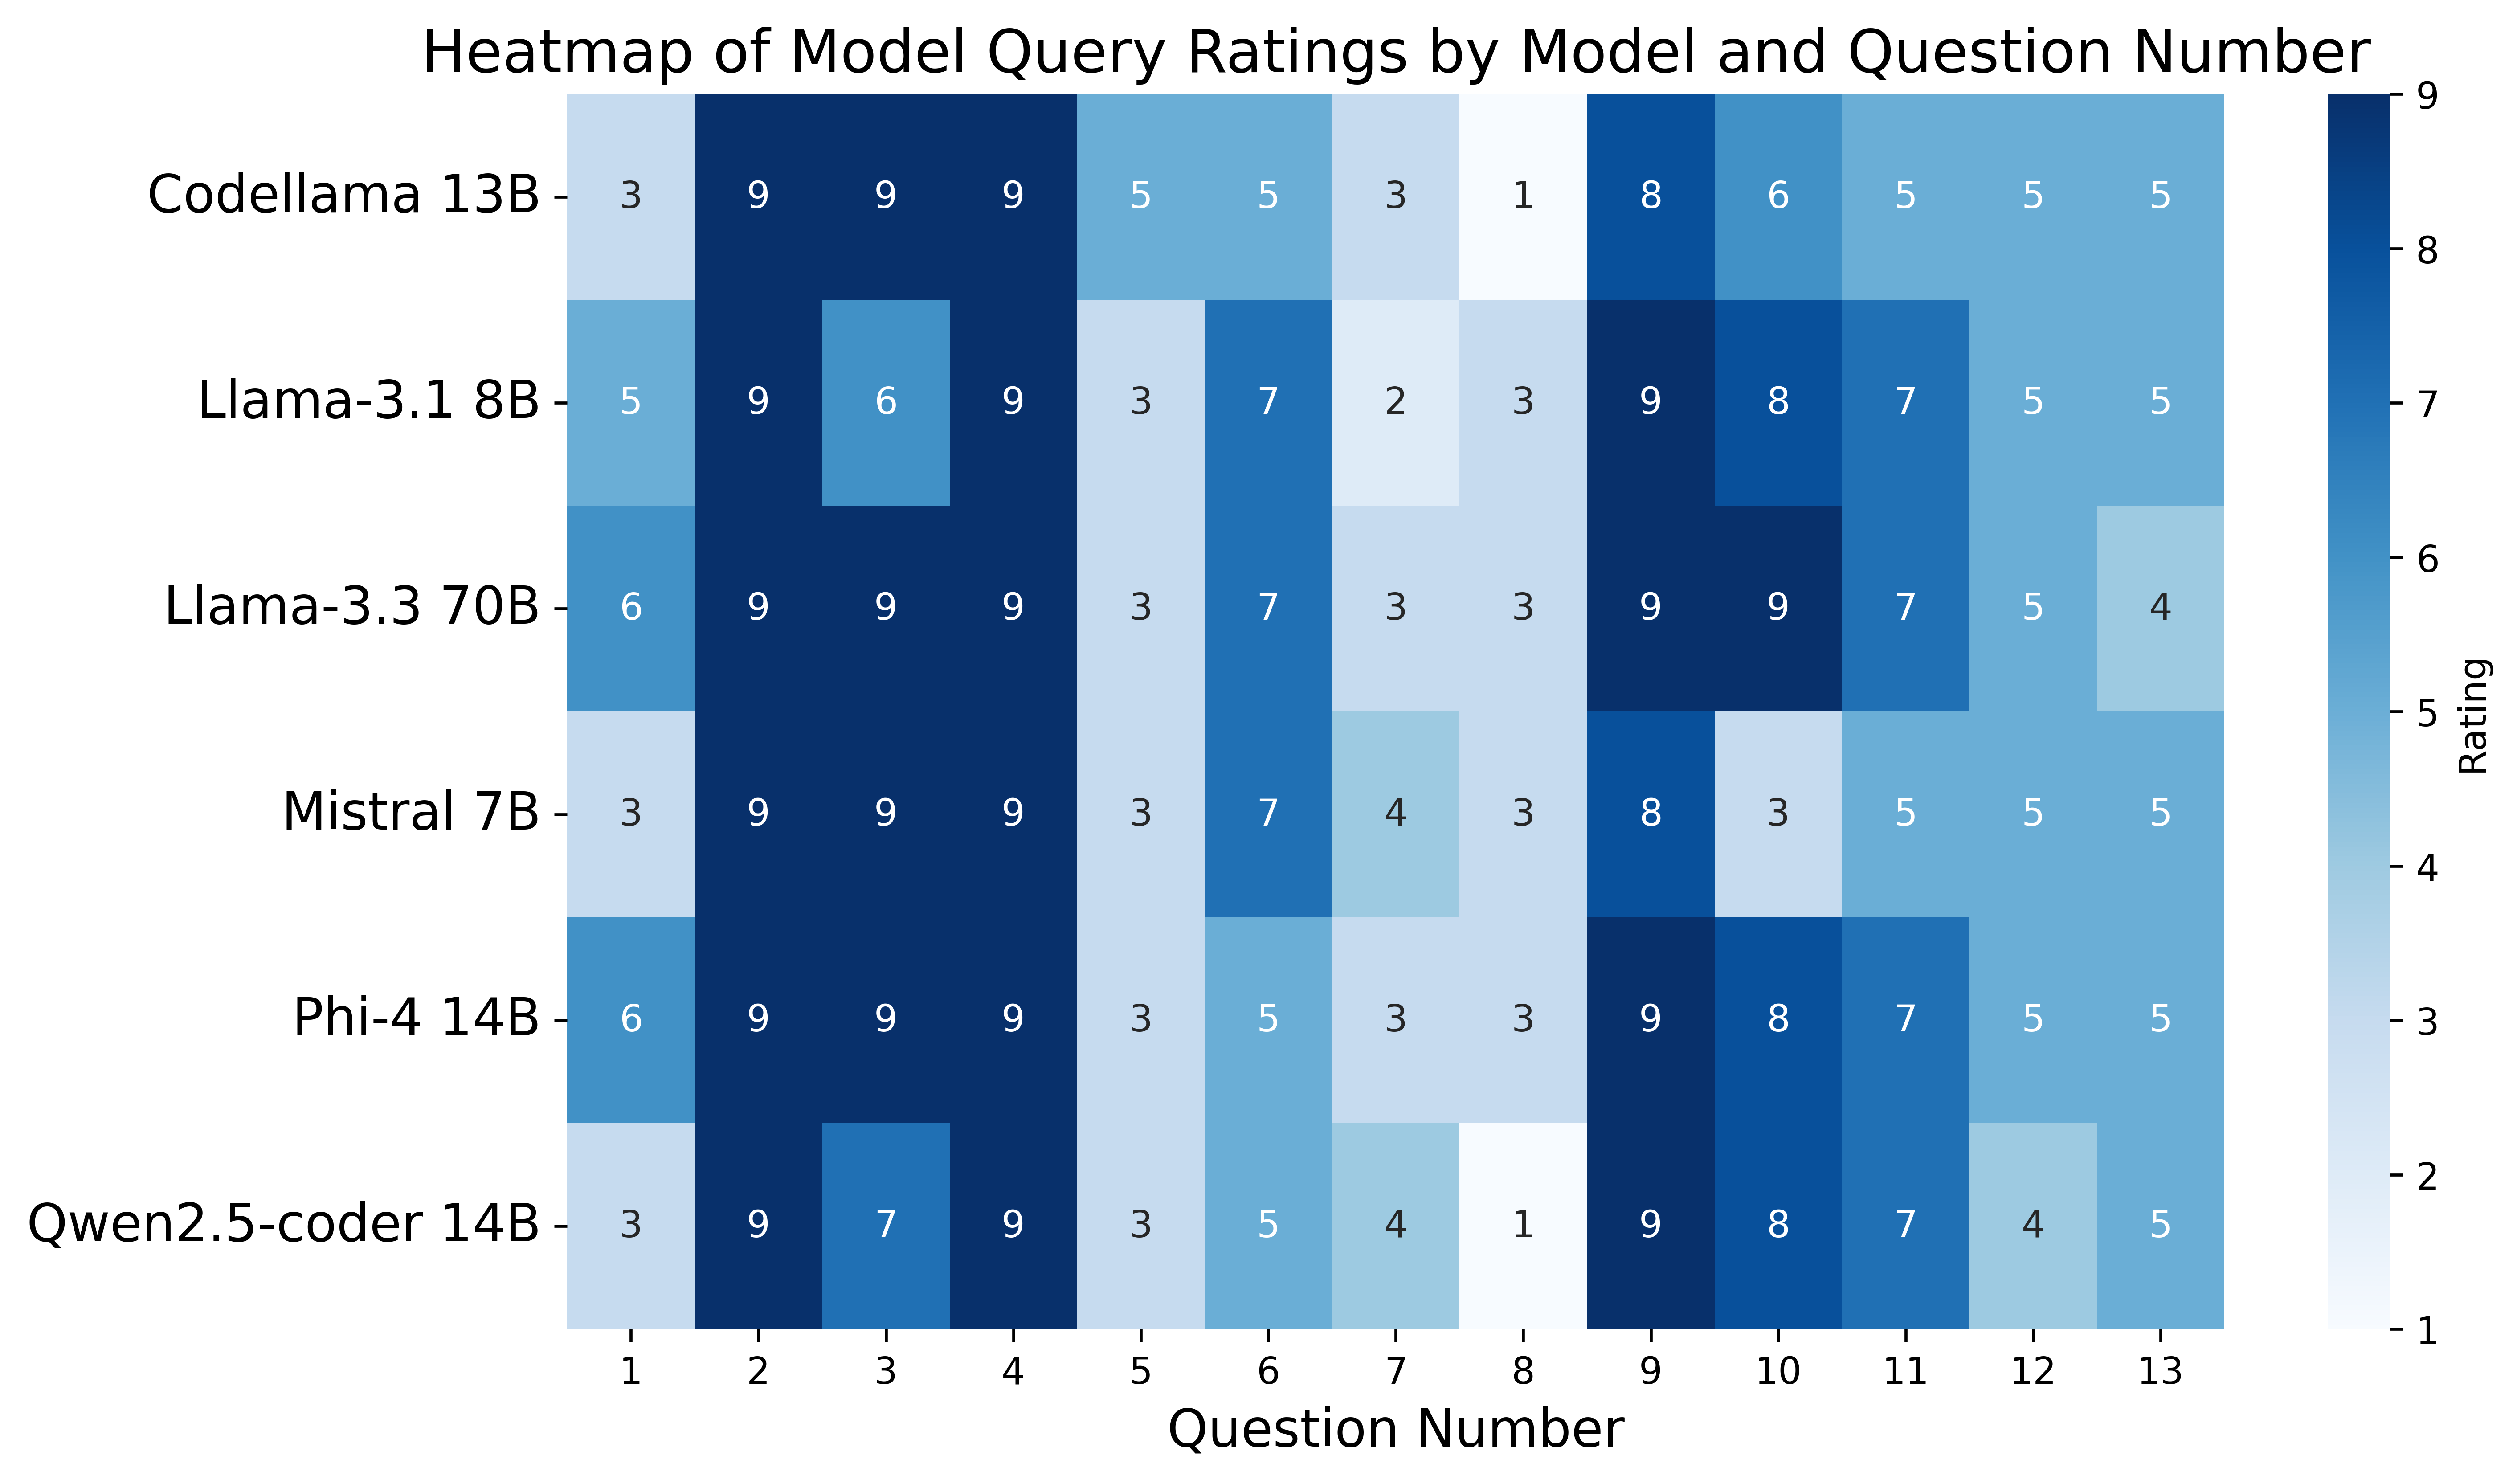 Heatmap of Model Query Ratings by Model and Question Number
Codellama 13B 3 9 9 9 5 5 3 1 8 6 5 5 5
Llama-3.1 8B 5 9 6 9 3 7 2 3 9 8 7 5 5
Llama-3.3 70B 6 9 9 9 3 7 3 3 9 9 7 5 4
Mistral 7B 3 9 9 9 3 7 4 3 8 3 5 5 5
Phi-4 14B 6 9 9 9 3 5 3 3 9 8 7 5 5
Qwen2.5-coder 14B 3 9 7 9 3 5 4 1 9 8 7 4 5
1 2 3 4 5 6 7 8 9 10 11 12 13
Question Number
9
8
7
6
5
4
3
2
1
Rating